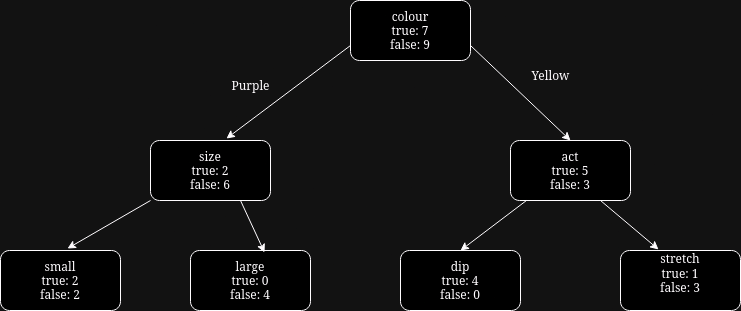 colour
true: 7
false: 9
Purple
Yellow
size
true: 2
false: 6
act
true: 5
false: 3
small
true: 2
false: 2
large
true: 0
false: 4
dip
true: 4
false: 0
stretch
true: 1
false: 3